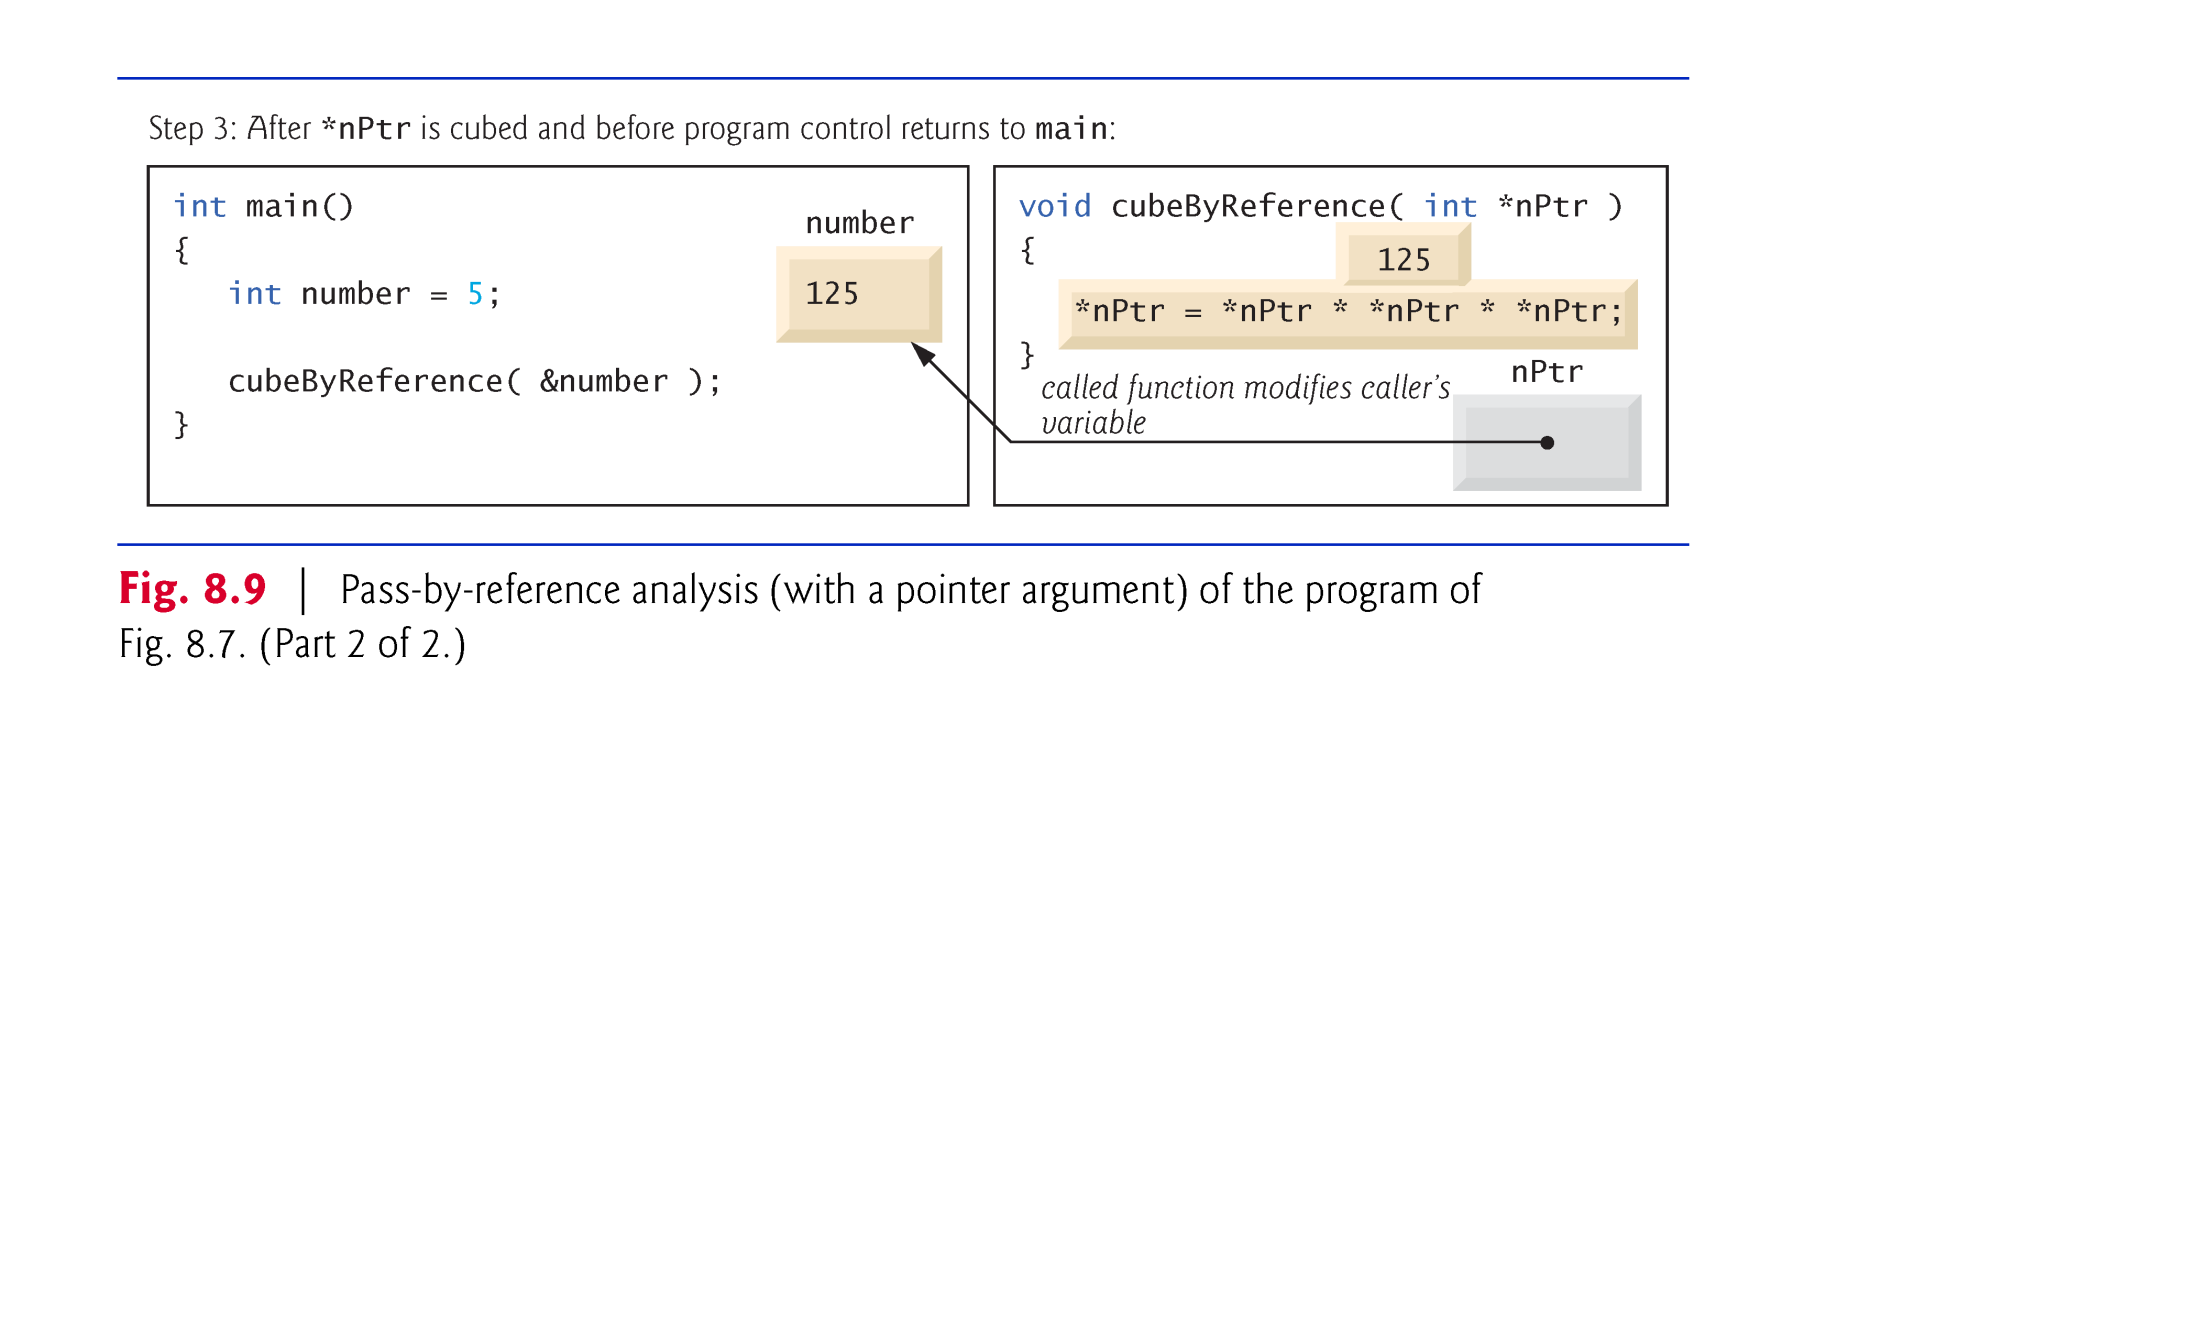 Step 3: After *nPtr is cubed and before program control returns to main:
int main()
{
int number = 5;
cubeByReference( &number );
}
number
125
void cubeByReference( int *nPtr )
{
125
*nPtr = *nPtr * *nPtr * *nPtr;
}
called function modifies caller’s
variable
nPtr
Fig. 8.9 | Pass-by-reference analysis (with a pointer argument) of the program of
Fig. 8.7. (Part 2 of 2.)